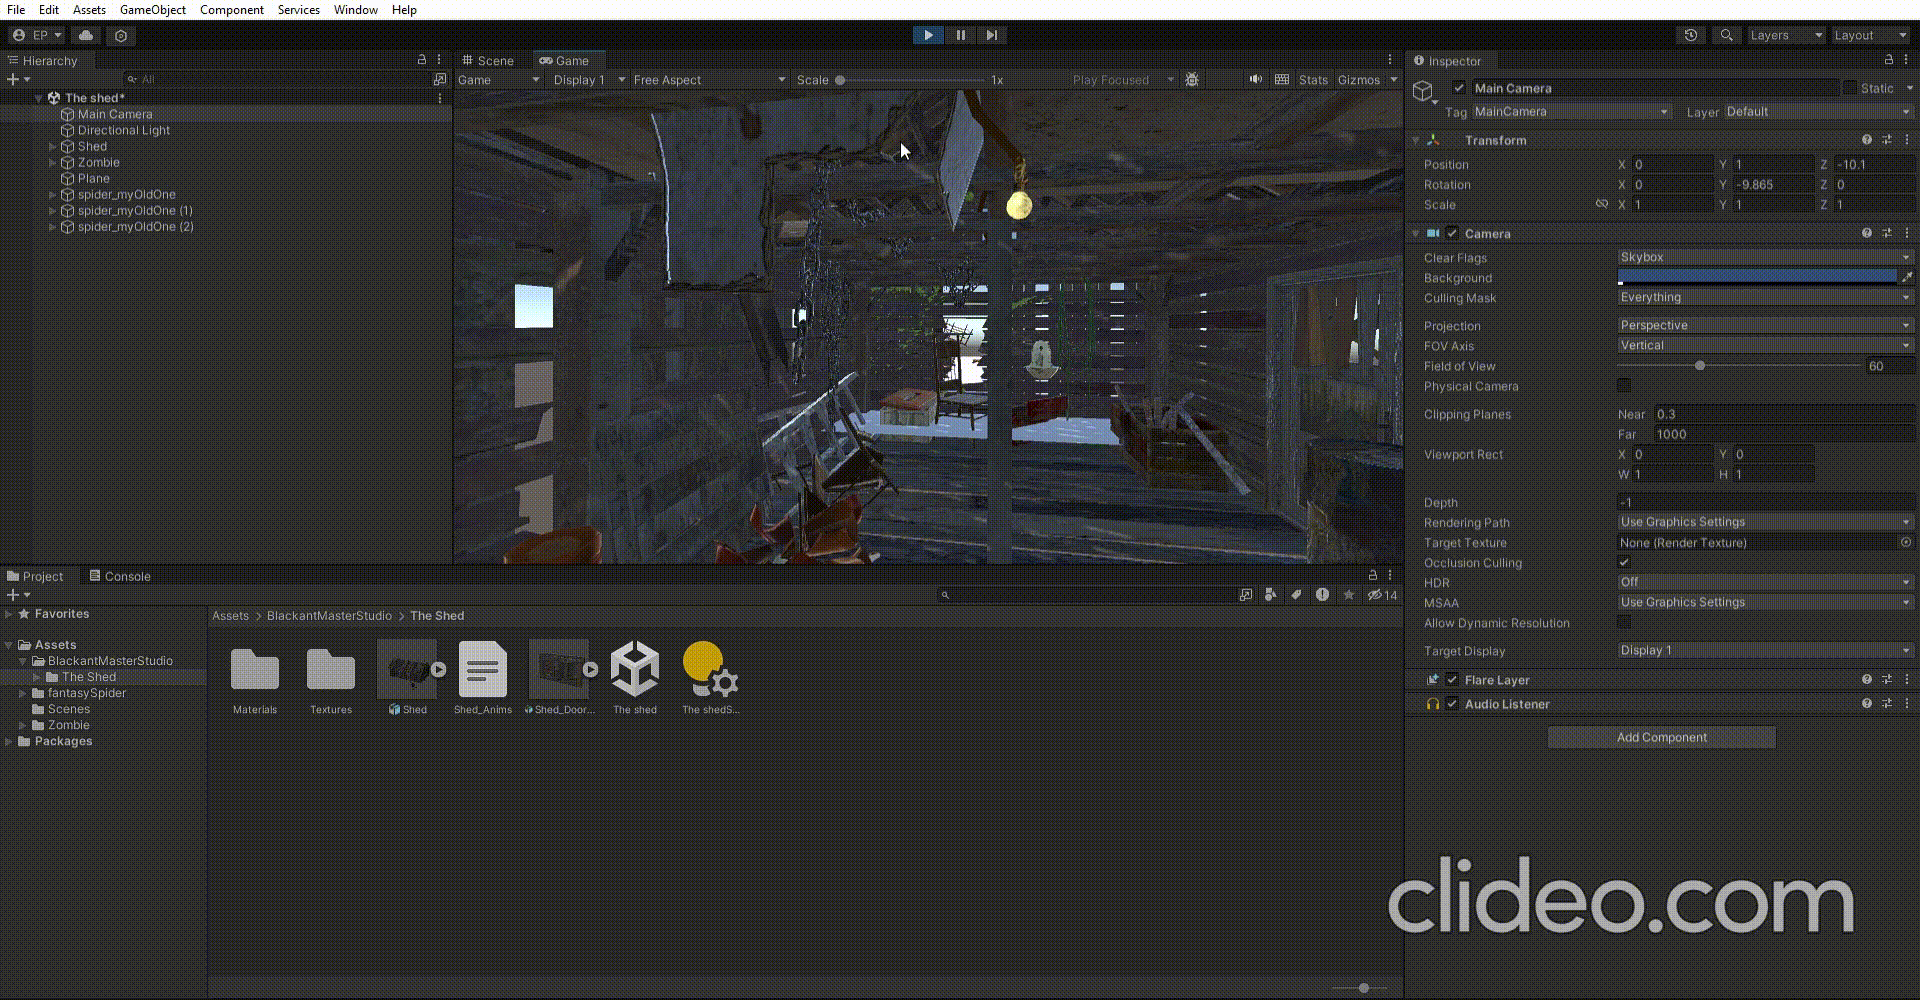 File Edit Assets GameObject Component Services Window Help
EP Layers Layout
Hierarchy
All
The shed*
Main Camera
Directional Light
Shed
Zombie
Plane
spider_myOldOne
spider_myOldOne (1)
spider_myOldOne (2)
Scene Game
Game Display 1 Free Aspect Scale 1x Play Focused Stats Gizmos
Inspector
Main Camera Static
Tag MainCamera Layer Default
Transform
Position X 0 Y 1 Z -10.1
Rotation X 0 Y -9.865 Z 0
Scale X 1 Y 1 Z 1
Camera
Clear Flags Skybox
Background
Culling Mask Everything
Projection Perspective
FOV Axis Vertical
Field of View 60
Physical Camera
Clipping Planes Near 0.3
Far 1000
Viewport Rect X 0 Y 0
W 1 H 1
Depth -1
Rendering Path Use Graphics Settings
Target Texture None (Render Texture)
Occlusion Culling
HDR Off
MSAA Use Graphics Settings
Allow Dynamic Resolution
Target Display Display 1
Flare Layer
Audio Listener
Add Component
Project Console
14
Favorites
Assets
BlackantMasterStudio
The Shed
fantasySpider
Scenes
Zombie
Packages
Assets > BlackantMasterStudio > The Shed
Materials Textures Shed Shed_Anims Shed_Door... The shed The shedS...
clideo.com